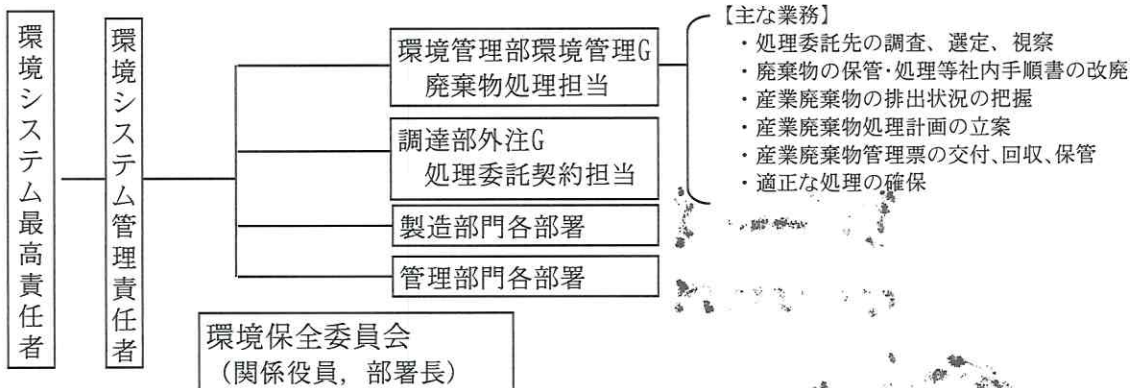 環境システム最高責任者
環境システム管理責任者
環境管理部環境管理G
廃棄物処理担当
調達部外注G
処理委託契約担当
製造部門各部署
管理部門各部署
環境保全委員会
(関係役員, 部署長)
【主な業務】
・処理委託先の調査、選定、視察
・廃棄物の保管・処理等社内手順書の改廃
・産業廃棄物の排出状況の把握
・産業廃棄物処理計画の立案
・産業廃棄物管理票の交付、回収、保管
・適正な処理の確保